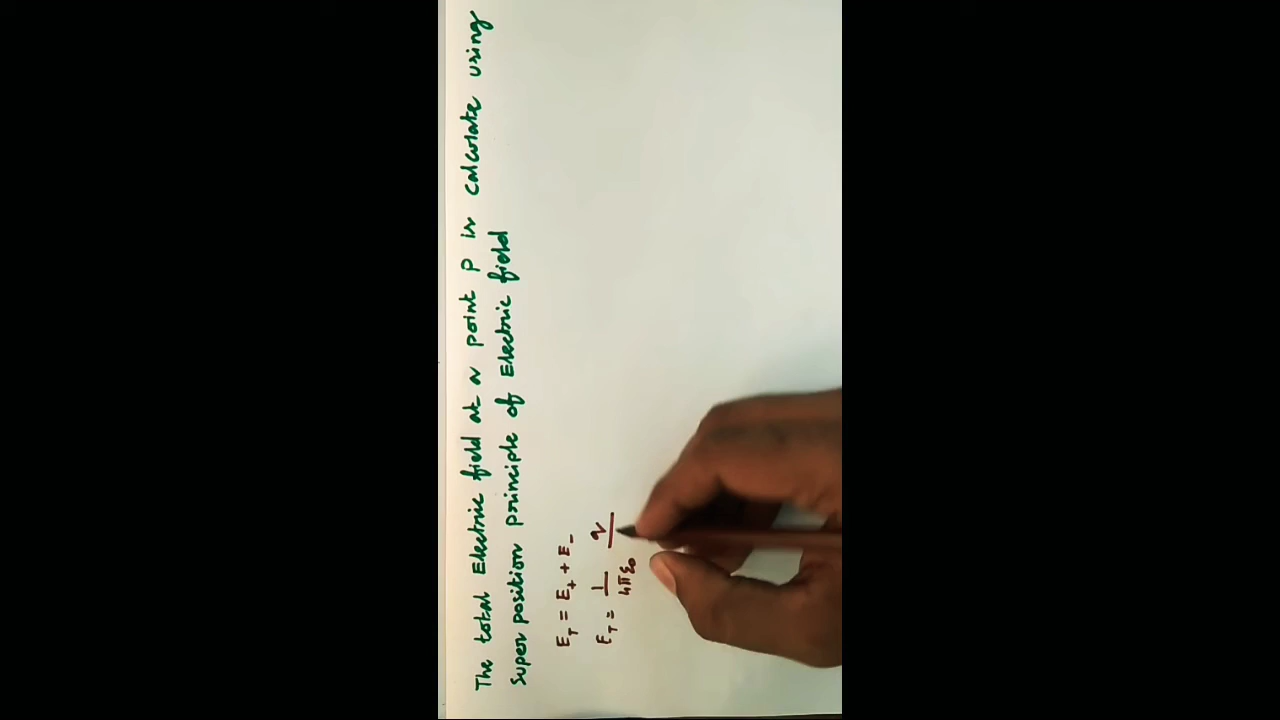 The total Electric field at a point P is calculate using
Super position principle of Electric field
E_T = E_+ + E_-
E_T = 1/4πε₀ q/